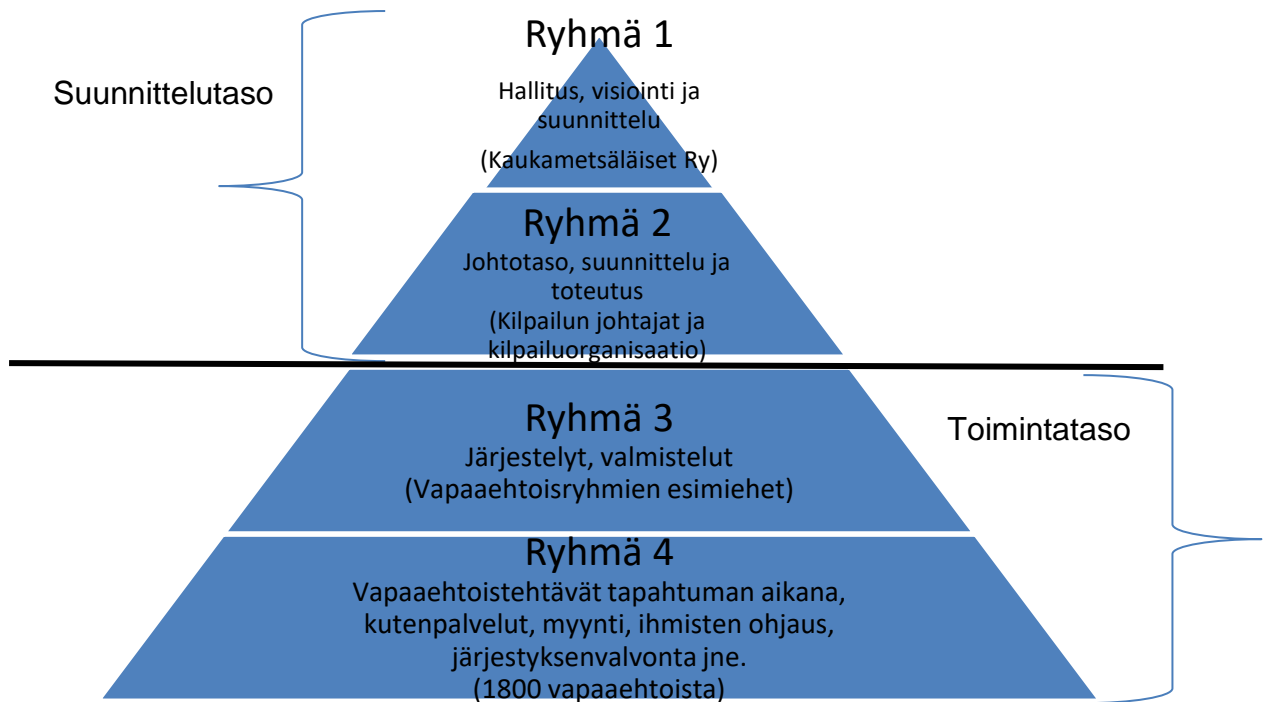 Ryhmä 1
Suunnittelutaso
Hallitus, visiointi ja
suunnittelu
(Kaukametsäläiset Ry)
Ryhmä 2
Johtotaso, suunnittelu ja
toteutus
(Kilpailun johtajat ja
kilpailuorganisaatio)
Ryhmä 3
Toimintataso
Järjestelyt, valmistelut
(Vapaaehtoisryhmien esimiehet)
Ryhmä 4
Vapaaehtoistehtävät tapahtuman aikana,
kutenpalvelut, myynti, ihmisten ohjaus,
järjestyksenvalvonta jne.
(1800 vapaaehtoista)